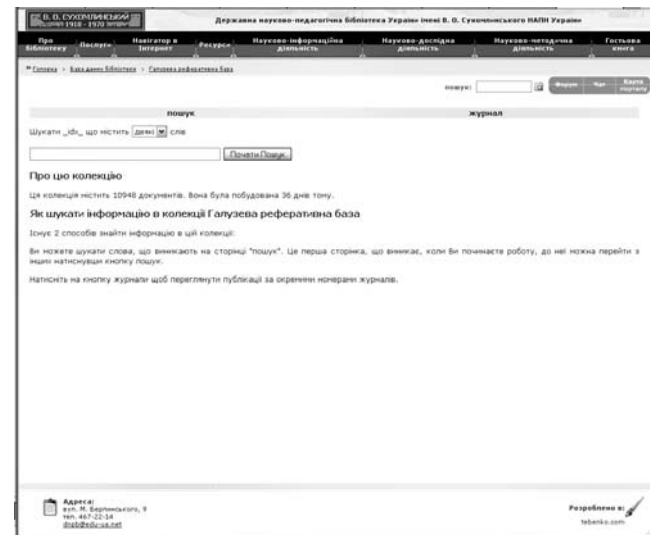 В. О. СУХОМЛИНСЬКИЙ
1918 - 1970
Державна науково-педагогічна бібліотека України імені В. О. Сухомлинського НАПН України
Про бібліотеку
Послуги
Навігатор в Інтернет
Ресурси
Науково-інформаційна діяльність
Науково-дослідна діяльність
Науково-методична діяльність
Гостьова книга
Головна > Бази даних бібліотеки > Галузева реферативна база
пошук:
Форум
Чат
Карта порталу
пошук
журнал
Шукати _idx_ що містить деякі слів
Почати Пошук
Про цю колекцію
Ця колекція містить 10948 документів. Вона була побудована 36 днів тому.
Як шукати інформацію в колекції Галузева реферативна база
Існує 2 способів знайти інформацію в цій колекції:
Ви можете шукати слова, що виникають на сторінці "пошук". Це перша сторінка, що виникає, коли Ви починаєте роботу, до неї можна перейти з
інших натиснувши кнопку пошук.
Натисніть на кнопку журнали щоб переглянути публікації за окремими номерами журналів.
Адреса:
вул. М. Берлинського, 9
тел. 467-22-14
dnpb@edu-ua.net
Розроблено в:
tebenko.com